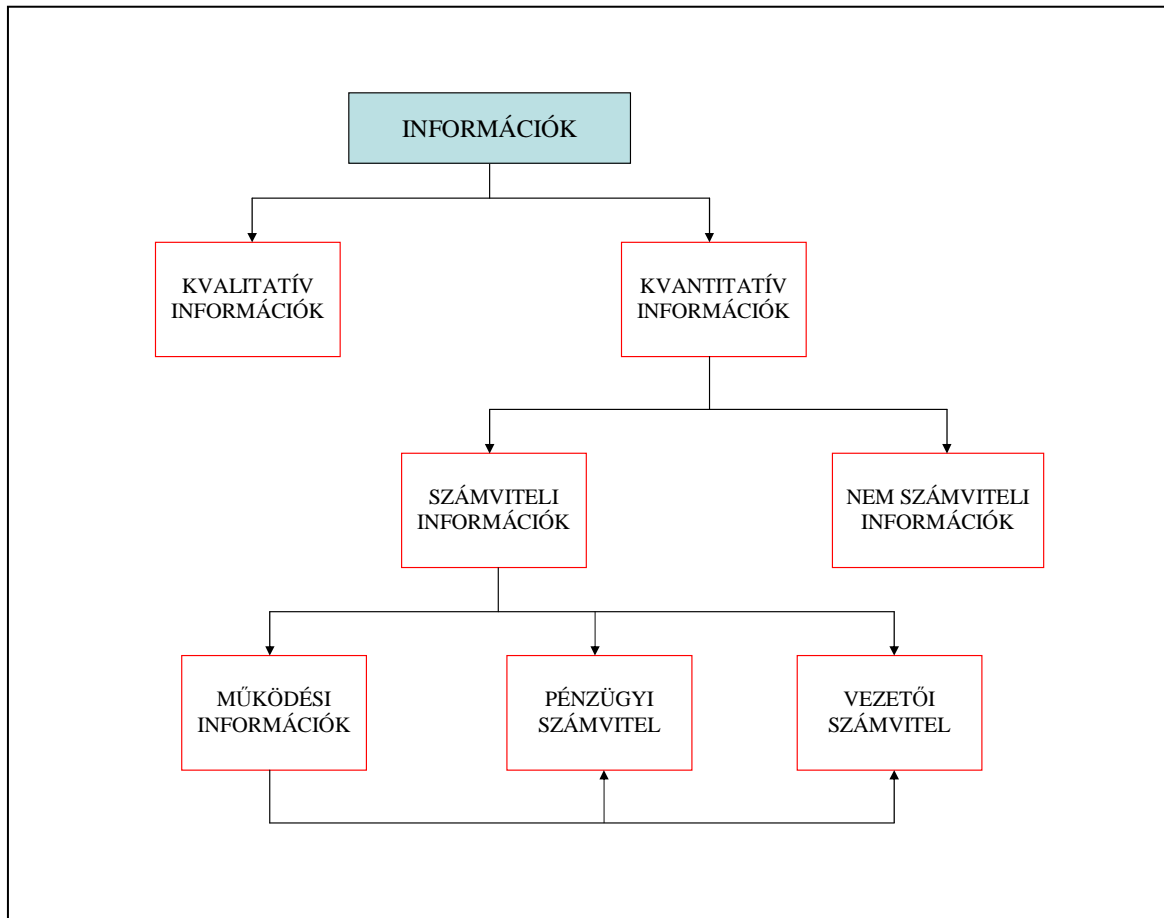 INFORMÁCIÓK
KVALITATÍV
INFORMÁCIÓK
KVANTITATÍV
INFORMÁCIÓK
SZÁMVITELI
INFORMÁCIÓK
NEM SZÁMVITELI
INFORMÁCIÓK
MŰKÖDÉSI
INFORMÁCIÓK
PÉNZÜGYI
SZÁMVITEL
VEZETŐI
SZÁMVITEL